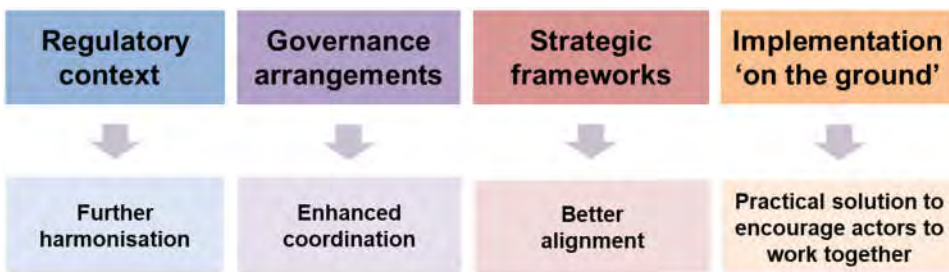 Regulatory
context
Governance
arrangements
Strategic
frameworks
Implementation
‘on the ground’
Further
harmonisation
Enhanced
coordination
Better
alignment
Practical solution to
encourage actors to
work together